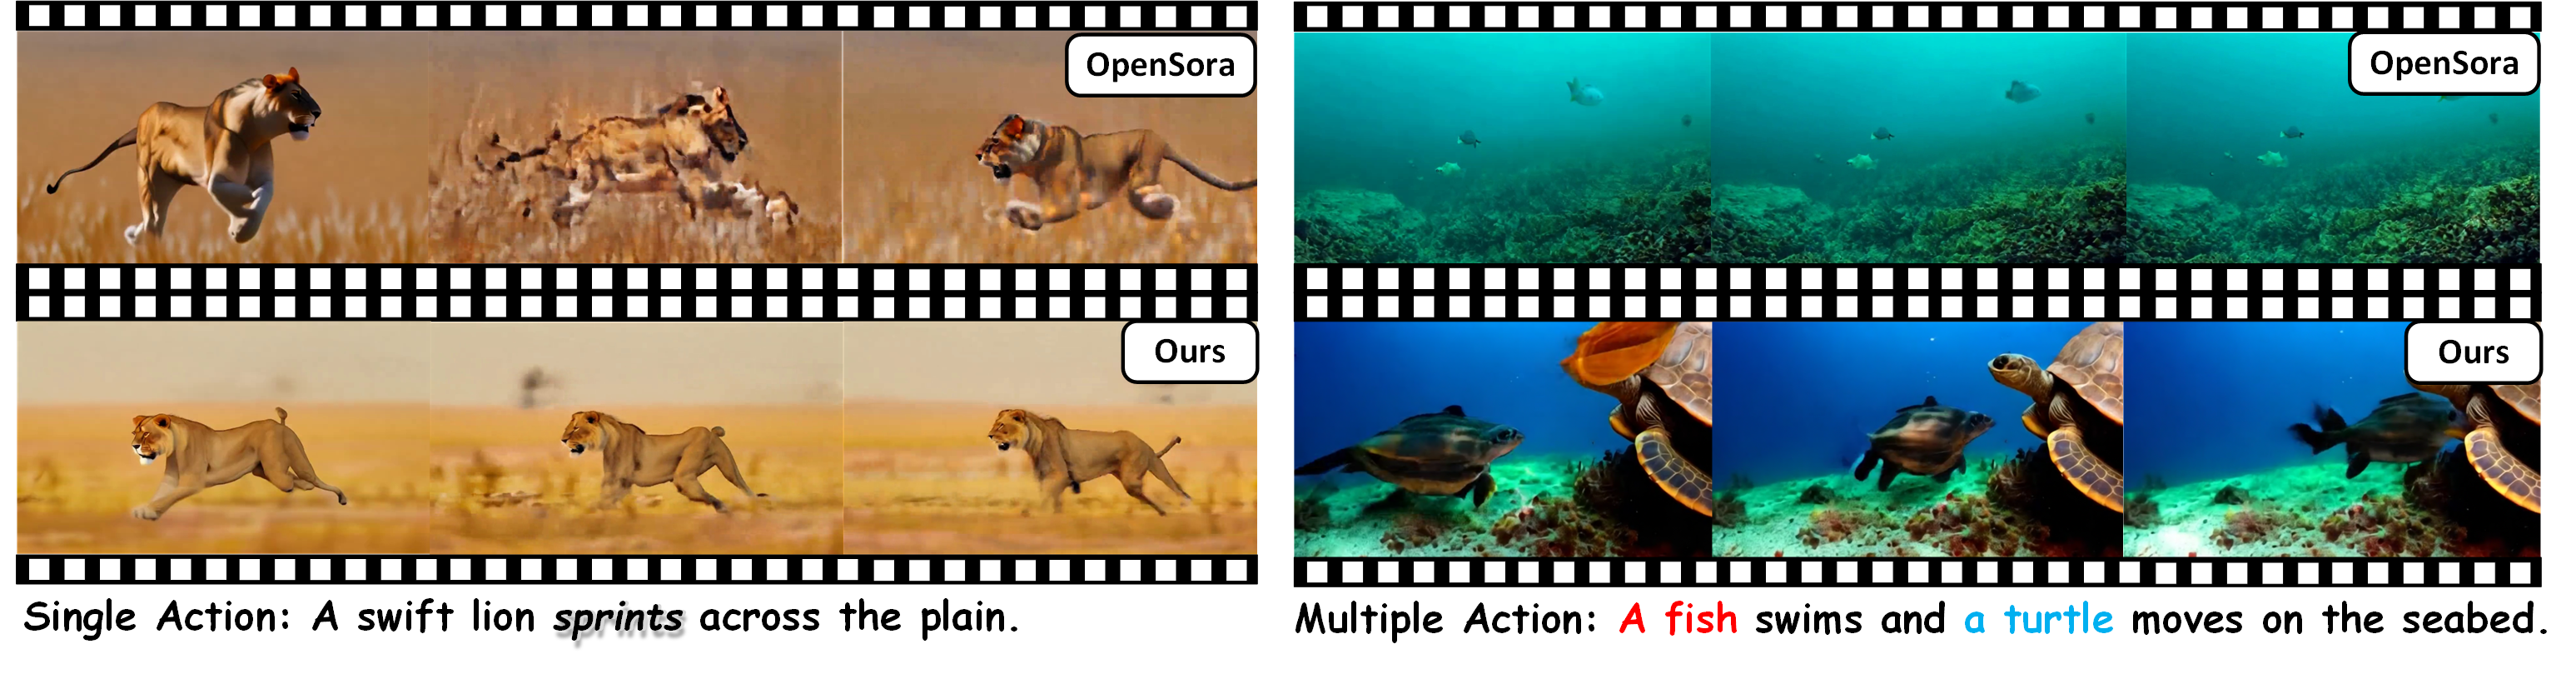 OpenSora
Ours
Single Action: A swift lion sprints across the plain.
OpenSora
Ours
Multiple Action: A fish swims and a turtle moves on the seabed.